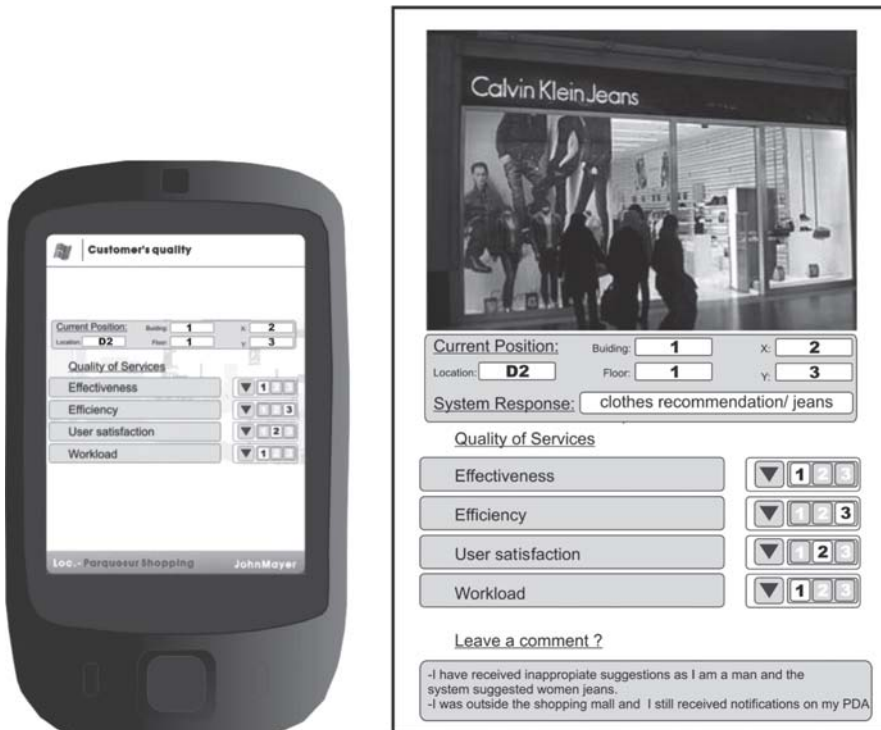 Customer's quality
Current Position: Buiding: 1 X: 2
Location: D2 Floor: 1 Y: 3
Quality of Services
Effectiveness 1
Efficiency 3
User satisfaction 2
Workload 1
Loc.- Parquesur Shopping JohnMayer
Calvin Klein Jeans
Current Position: Buiding: 1 X: 2
Location: D2 Floor: 1 Y: 3
System Response: clothes recommendation/ jeans
Quality of Services
Effectiveness 1 2 3
Efficiency 1 2 3
User satisfaction 1 2 3
Workload 1 2 3
Leave a comment ?
-I have received inappropiate suggestions as I am a man and the
system suggested women jeans.
-I was outside the shopping mall and I still received notifications on my PDA